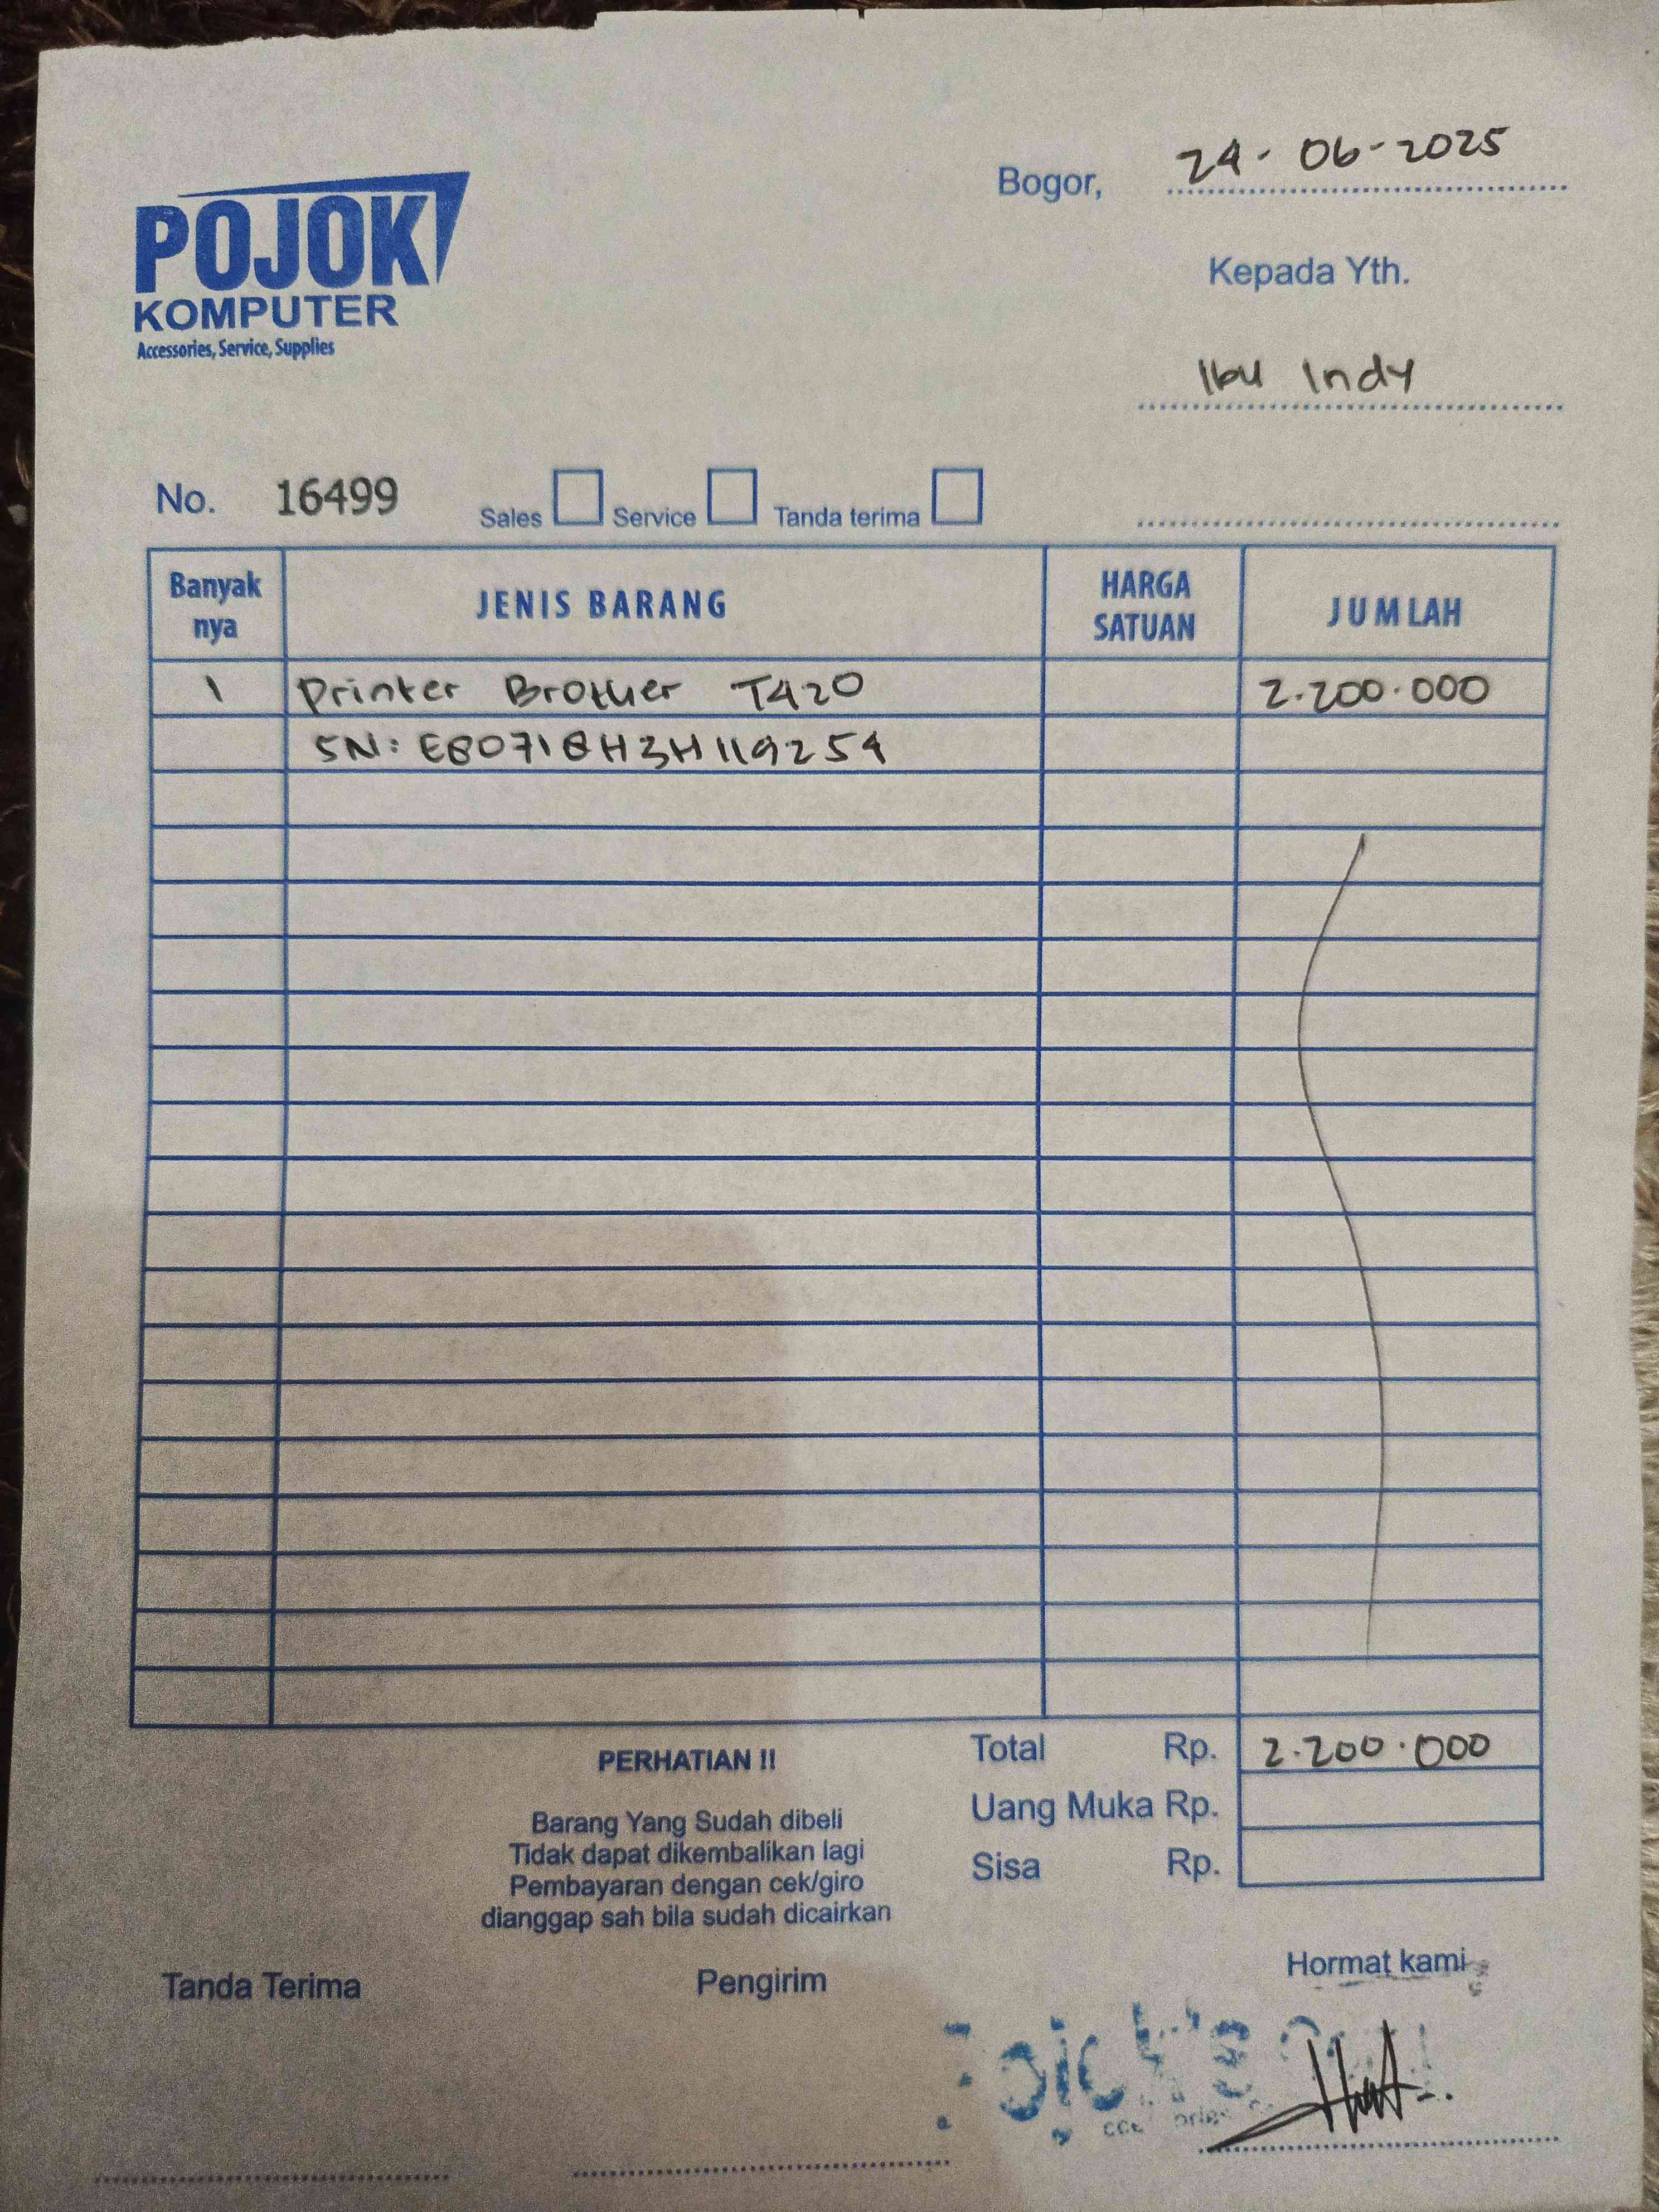 POJOK
KOMPUTER
Accessories, Service, Supplies
Bogor, 24-06-2025
Kepada Yth.
Ibu Indy
No. 16499 Sales Service Tanda terima
Banyak nya JENIS BARANG HARGA SATUAN JUMLAH
1 Printer Brother T420 2.200.000
SN: E80718H3H119254
Total Rp. 2.200.000
Uang Muka Rp.
Sisa Rp.
PERHATIAN !!
Barang Yang Sudah dibeli
Tidak dapat dikembalikan lagi
Pembayaran dengan cek/giro
dianggap sah bila sudah dicairkan
Tanda Terima Pengirim Hormat kami